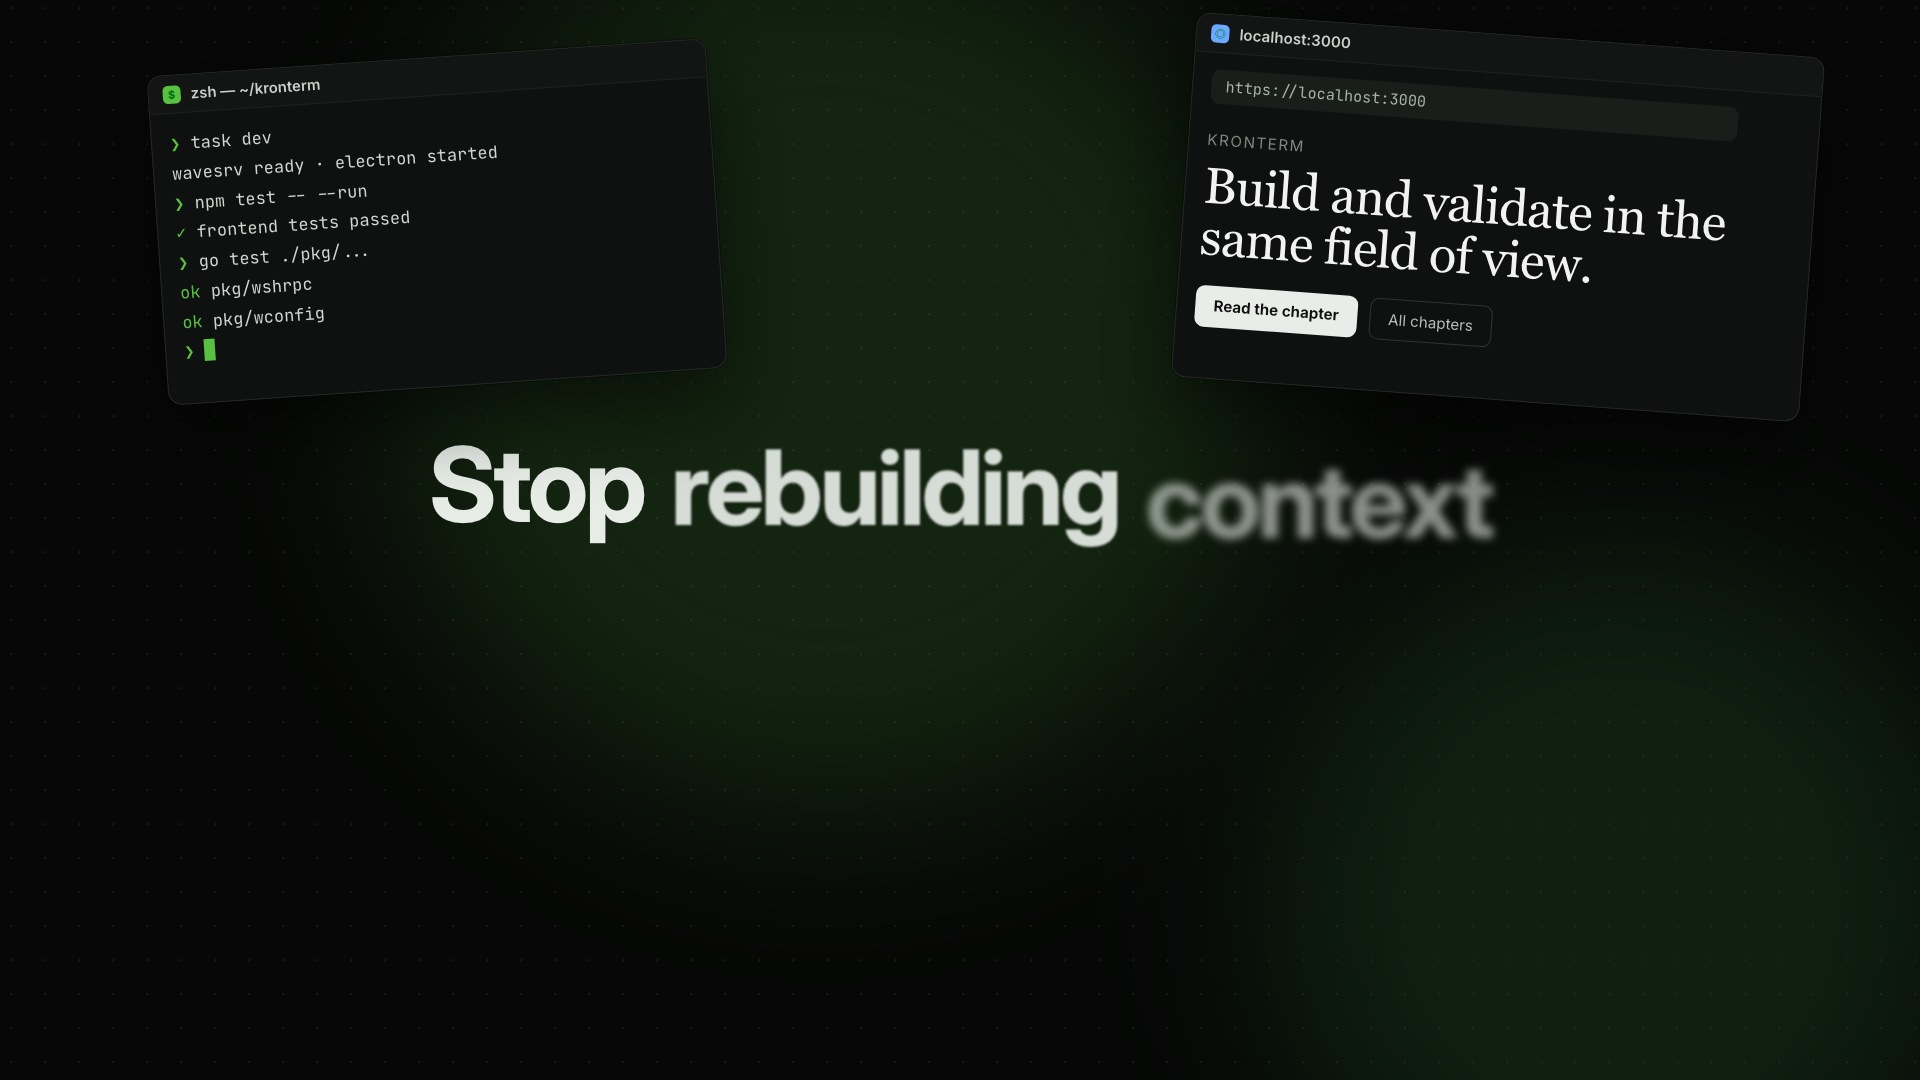 $ zsh — ~/kronterm
❯ task dev
wavesrv ready · electron started
❯ npm test -- --run
✓ frontend tests passed
❯ go test ./pkg/...
ok pkg/wshrpc
ok pkg/wconfig
❯
localhost:3000
https://localhost:3000
KRONTERM
Build and validate in the
same field of view.
Read the chapter
All chapters
Stop rebuilding context